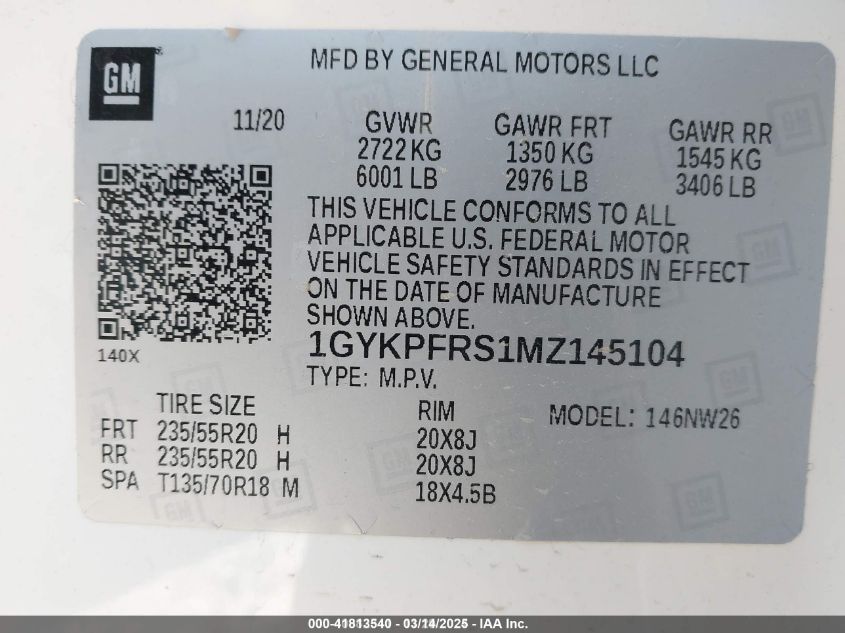 GM
MFD BY GENERAL MOTORS LLC
11/20
GVWR
2722 KG
6001 LB
GAWR FRT
1350 KG
2976 LB
GAWR RR
1545 KG
3406 LB
THIS VEHICLE CONFORMS TO ALL
APPLICABLE U.S. FEDERAL MOTOR
VEHICLE SAFETY STANDARDS IN EFFECT
ON THE DATE OF MANUFACTURE
SHOWN ABOVE.
140X
1GYKPFRS1MZ145104
TYPE: M.P.V.
TIRE SIZE
RIM
MODEL: 146NW26
FRT 235/55R20 H 20X8J
RR 235/55R20 H 20X8J
SPA T135/70R18 M 18X4.5B
000-41813540 - 03/14/2025 - IAA Inc.